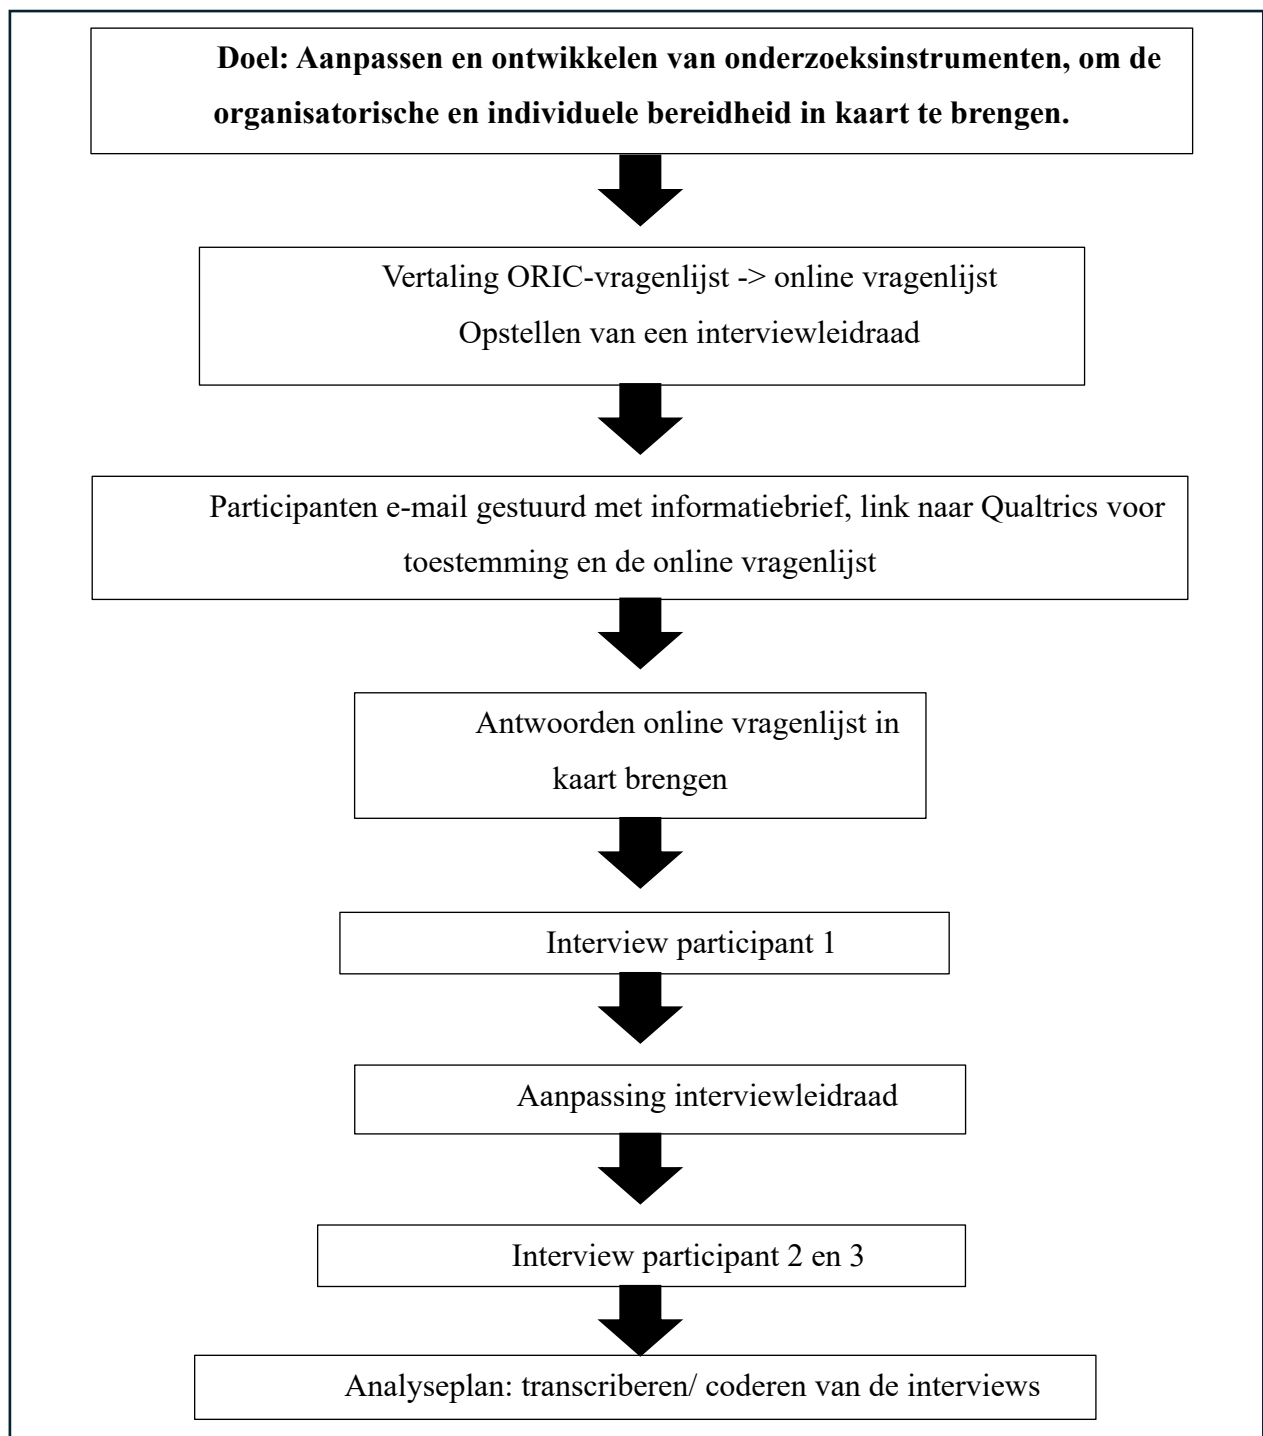 Doel: Aanpassen en ontwikkelen van onderzoeksinstrumenten, om de
organisatorische en individuele bereidheid in kaart te brengen.
Vertaling ORIC-vragenlijst -> online vragenlijst
Opstellen van een interviewleidraad
Participanten e-mail gestuurd met informatiebrief, link naar Qualtrics voor
toestemming en de online vragenlijst
Antwoorden online vragenlijst in
kaart brengen
Interview participant 1
Aanpassing interviewleidraad
Interview participant 2 en 3
Analyseplan: transcriberen/ coderen van de interviews